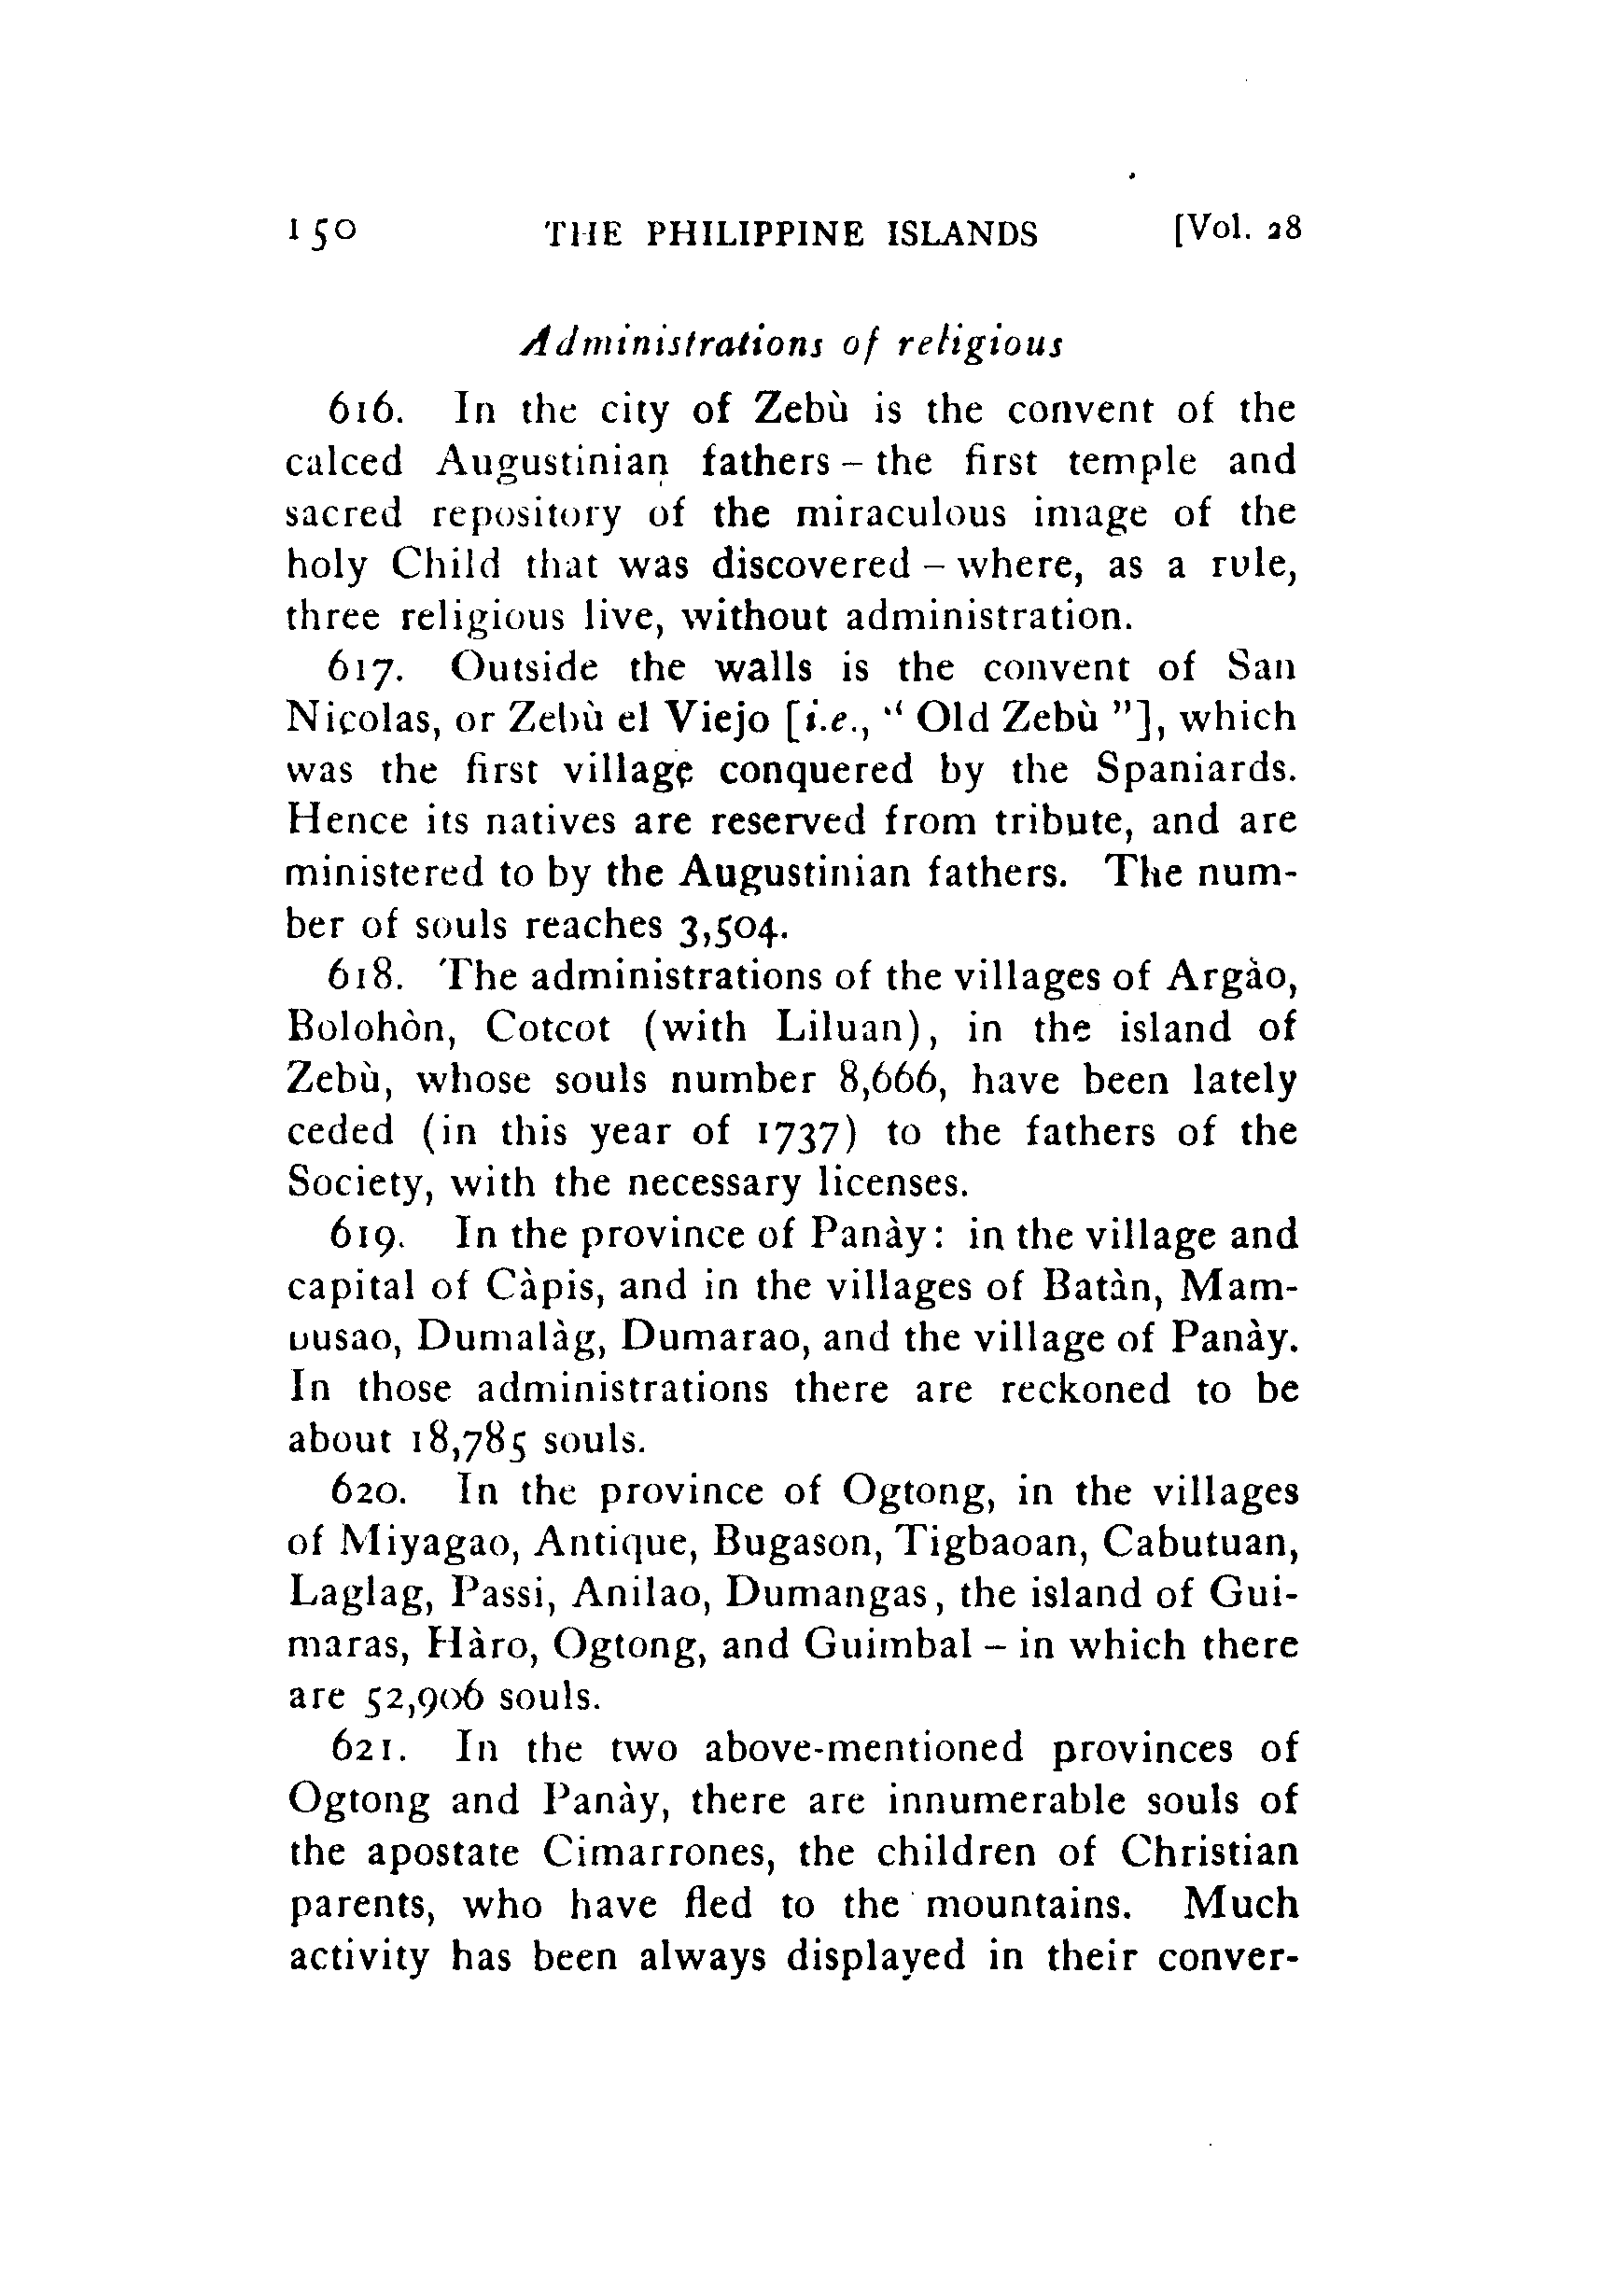 150 THE PHILIPPINE ISLANDS [Vol. 28
Administrations of religious
616. In the city of Zebù is the convent of the
calced Augustinian fathers – the first temple and
sacred repository of the miraculous image of the
holy Child that was discovered – where, as a rule,
three religious live, without administration.
617. Outside the walls is the convent of San
Nicolas, or Zebù el Viejo [i.e., " Old Zebù "], which
was the first village conquered by the Spaniards.
Hence its natives are reserved from tribute, and are
ministered to by the Augustinian fathers. The num-
ber of souls reaches 3,504.
618. The administrations of the villages of Argào,
Bolohòn, Cotcot (with Liluan), in the island of
Zebù, whose souls number 8,666, have been lately
ceded (in this year of 1737) to the fathers of the
Society, with the necessary licenses.
619. In the province of Panày: in the village and
capital of Càpis, and in the villages of Batàn, Mam-
uusao, Dumalàg, Dumarao, and the village of Panày.
In those administrations there are reckoned to be
about 18,785 souls.
620. In the province of Ogtong, in the villages
of Miyagao, Antique, Bugason, Tigbaoan, Cabutuan,
Laglag, Passi, Anilao, Dumangas, the island of Gui-
maras, Hàro, Ogtong, and Guimbal – in which there
are 52,906 souls.
621. In the two above-mentioned provinces of
Ogtong and Panày, there are innumerable souls of
the apostate Cimarrones, the children of Christian
parents, who have fled to the mountains. Much
activity has been always displayed in their conver-